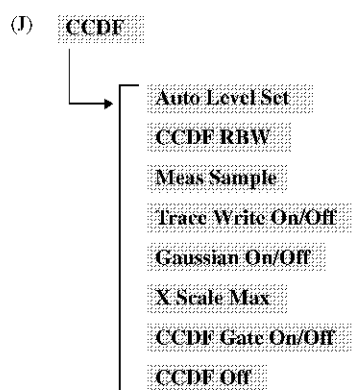 (J) CCDF
Auto Level Set
CCDF RBW
Meas Sample
Trace Write On/Off
Gaussian On/Off
X Scale Max
CCDF Gate On/Off
CCDF Off